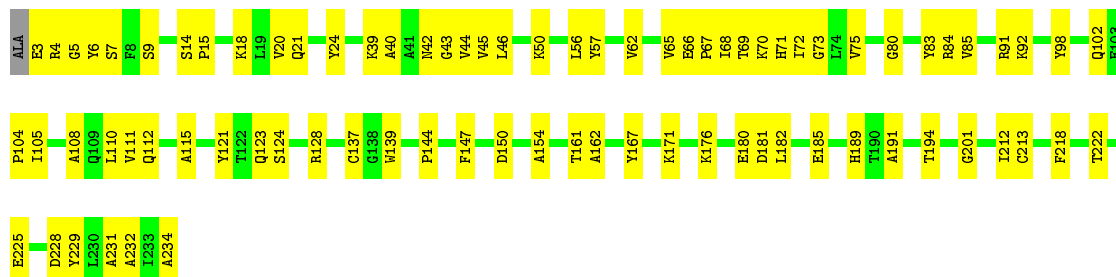 ALA E3 R4 G5 Y6 S7 F8 S9 S14 P15 K18 L19 V20 Q21 Y24 K39 A40 A41 N42 G43 V44 V45 L46 K50 L56 Y57 V62 V65 E66 P67 I68 T69 K70 H71 I72 G73 L74 V75 G80 Y83 R84 V85 R91 K92 Y98 Q102 E103
P104 I105 A108 Q109 L110 V111 Q112 A115 Y121 T122 Q123 S124 R128 C137 G138 W139 P144 F147 D150 A154 T161 A162 Y167 K171 K176 E180 D181 L182 E185 H189 T190 A191 T194 G201 I212 C213 F218 T222
E225 D228 Y229 L230 A231 A232 I233 A234